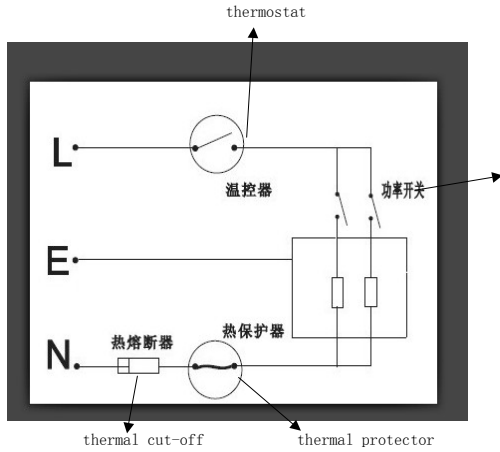 thermostat
L
温控器
功率开关
E
热熔断器
热保护器
N
thermal cut-off
thermal protector